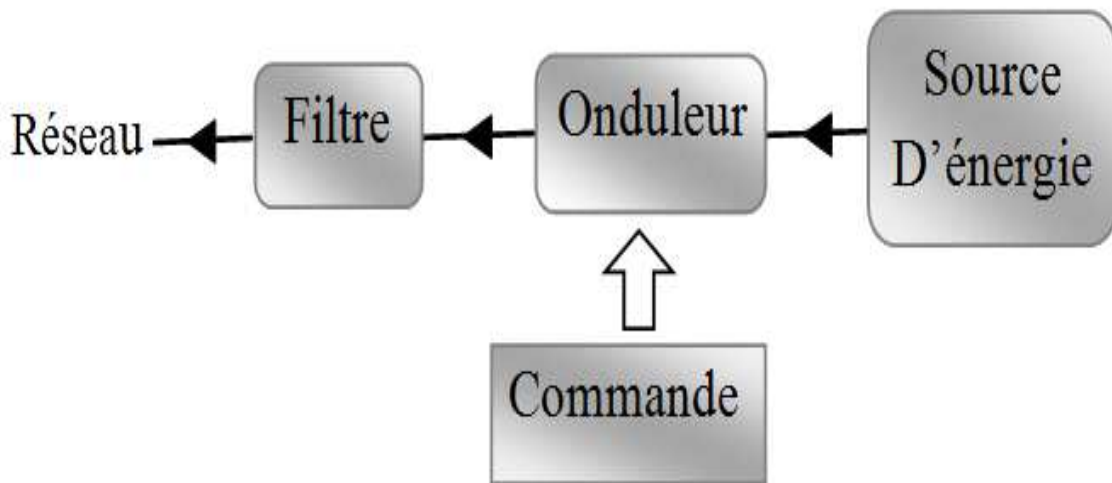 Réseau
Filtre
Onduleur
Source
D'énergie
Commande